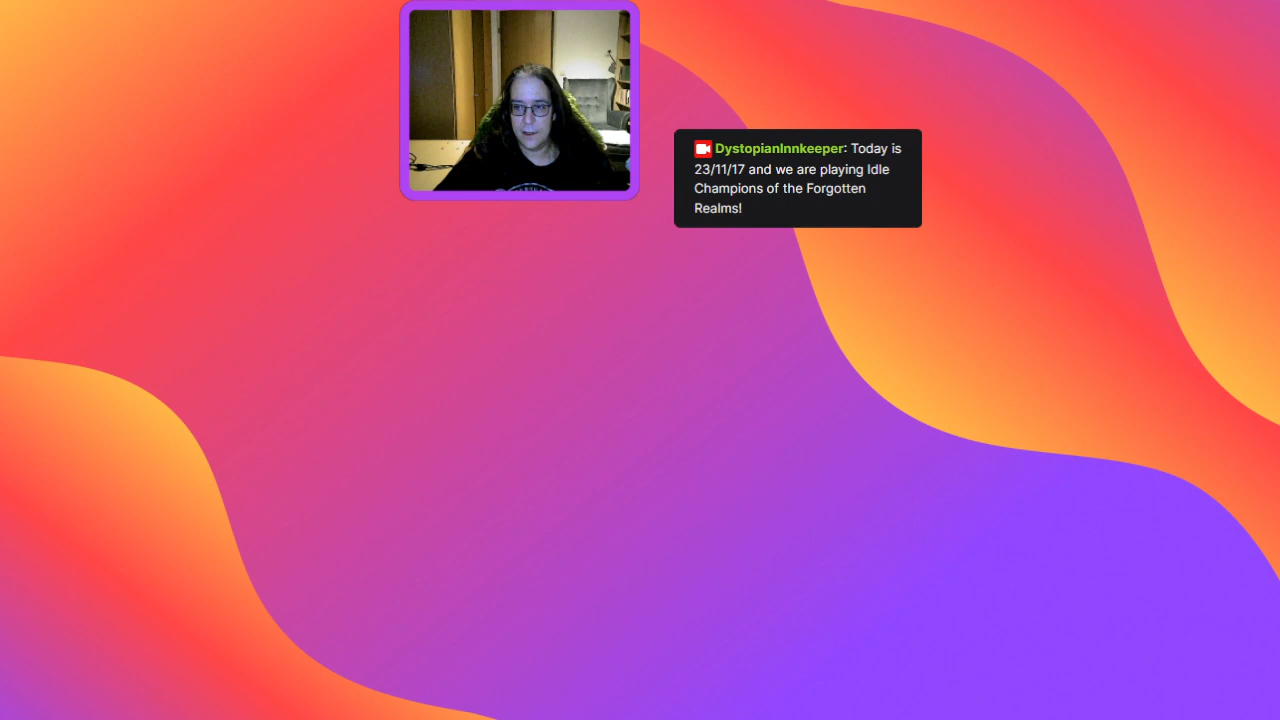 DystopianInnkeeper: Today is
23/11/17 and we are playing Idle
Champions of the Forgotten
Realms!